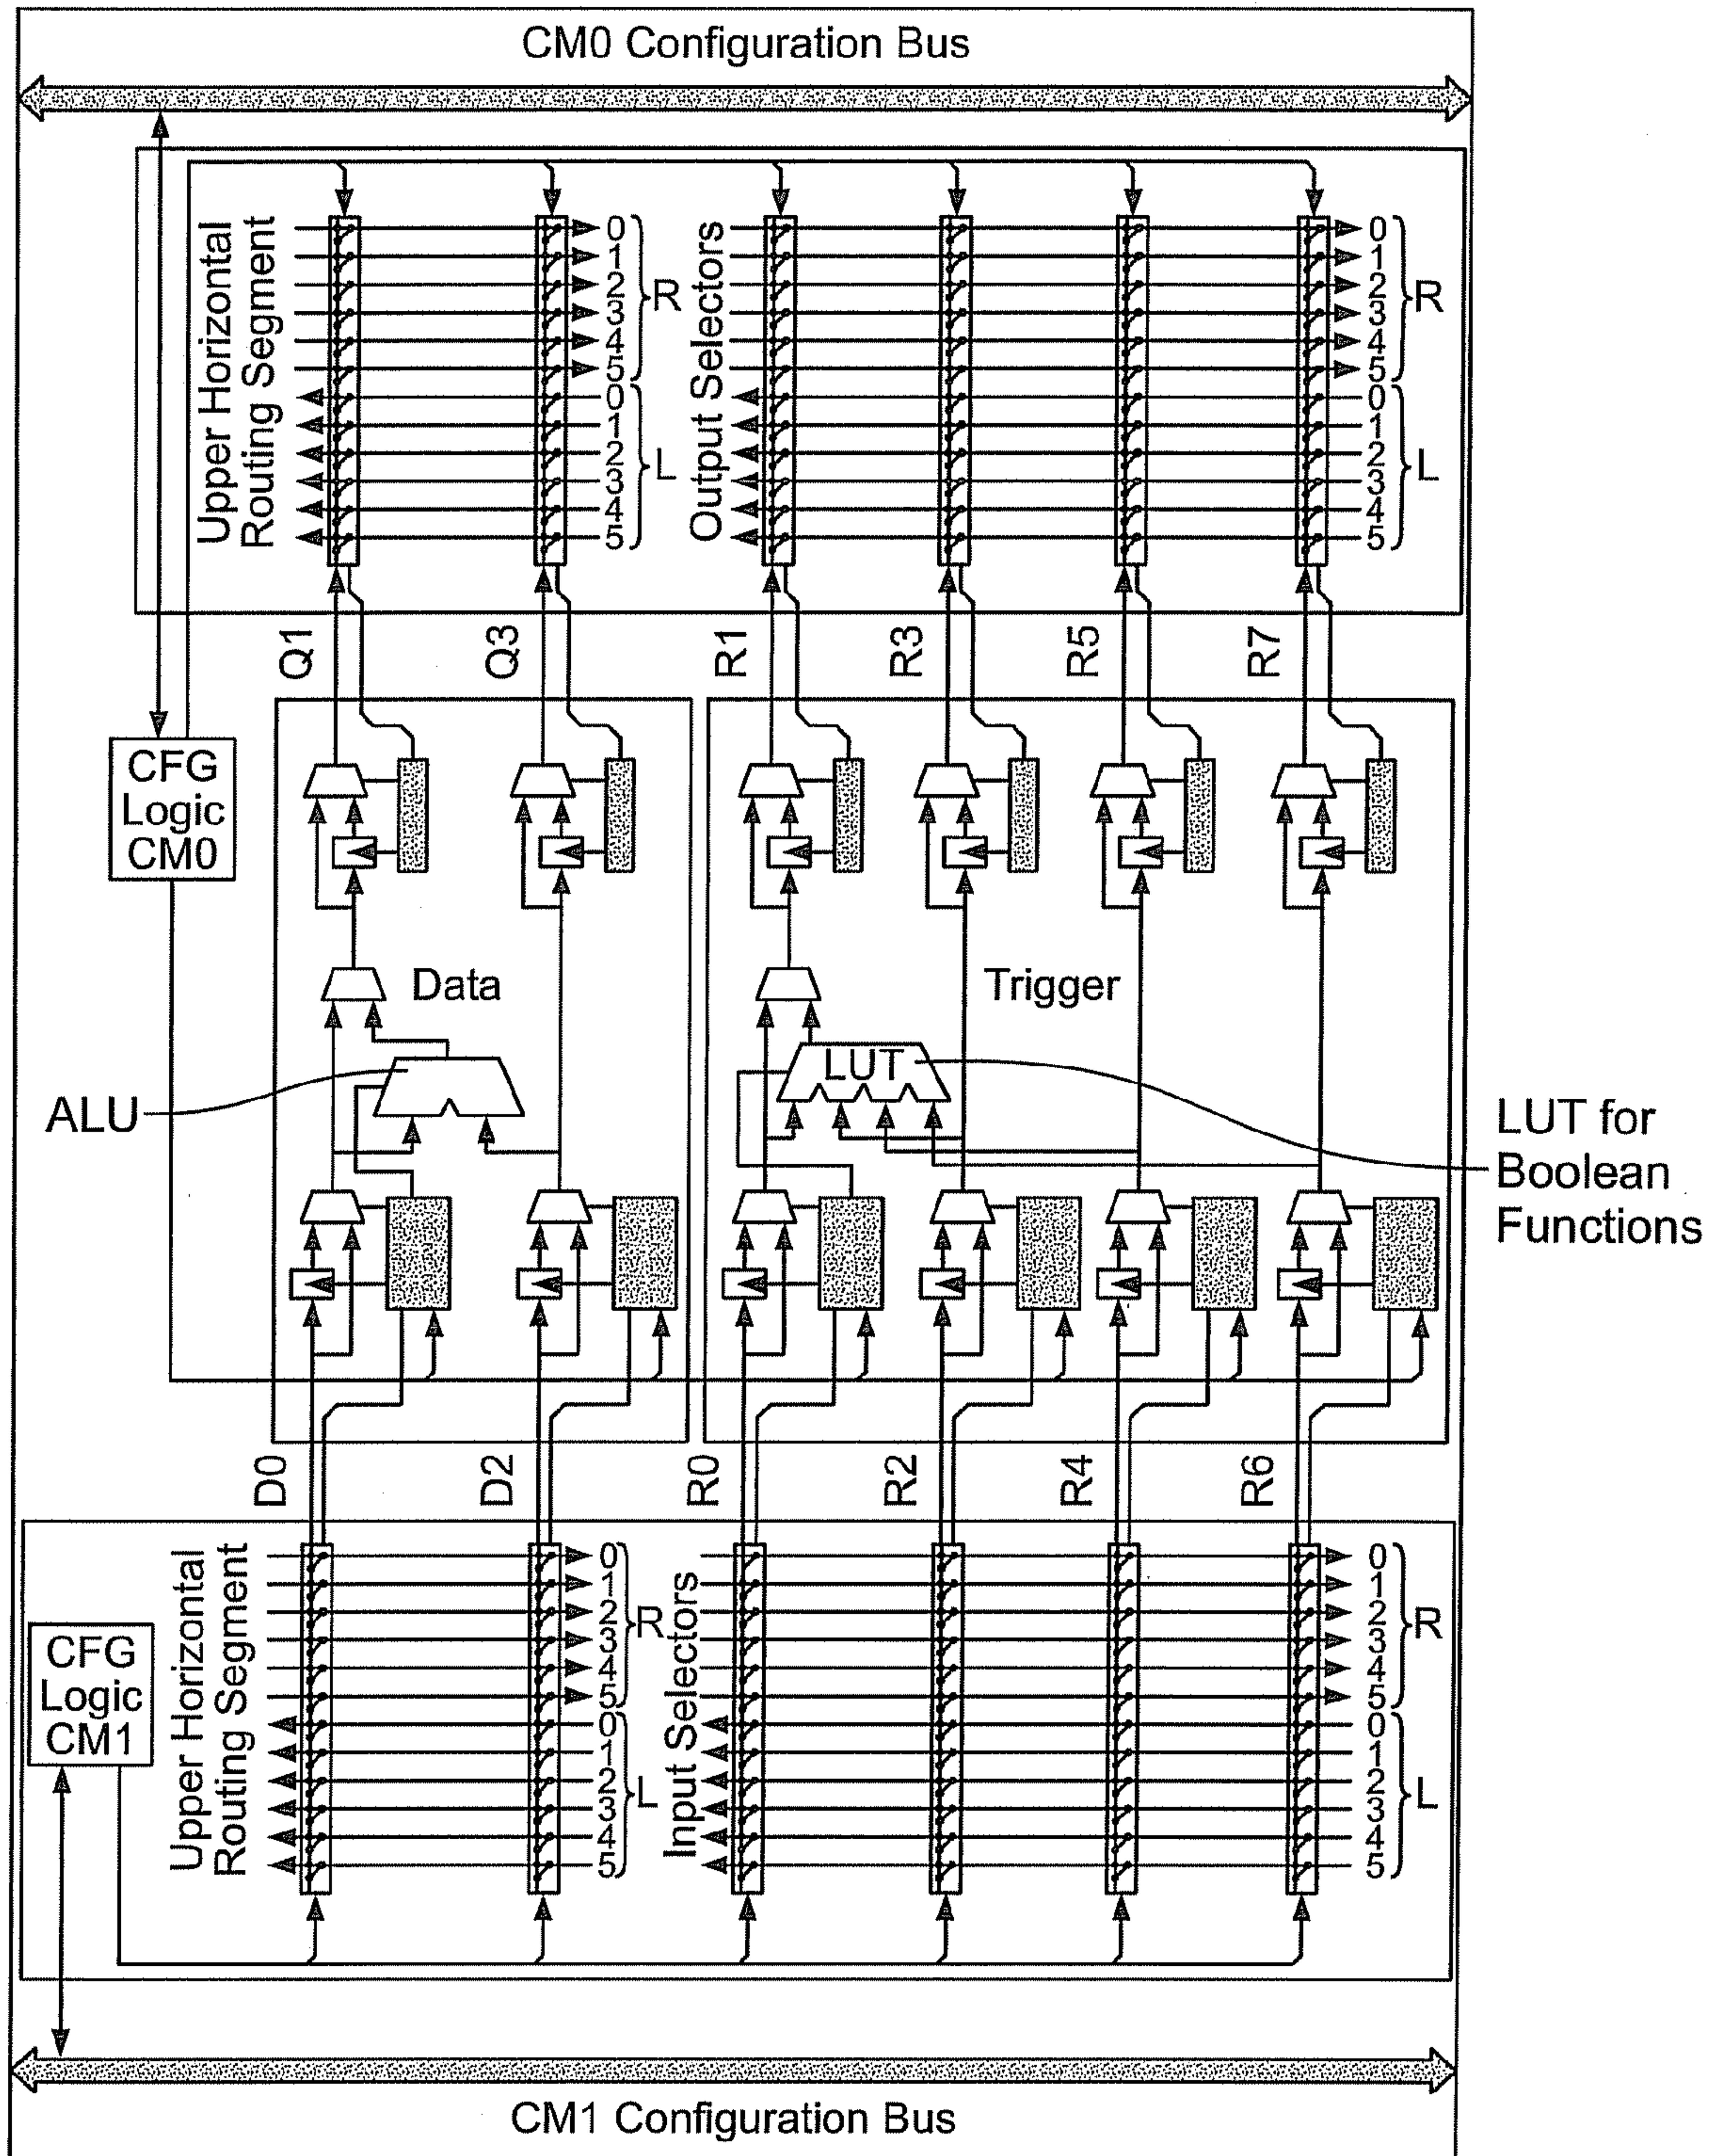 CM0 Configuration Bus
Upper Horizontal
Routing Segment
0
1
2
3
4
5
R
0
1
2
3
4
5
L
Output Selectors
0
1
2
3
4
5
R
0
1
2
3
4
5
L
Q1
Q3
R1
R3
R5
R7
CFG
Logic
CM0
Data
Trigger
ALU
LUT
LUT for
Boolean
Functions
D0
D2
R0
R2
R4
R6
CFG
Logic
CM1
Upper Horizontal
Routing Segment
0
1
2
3
4
5
R
0
1
2
3
4
5
L
Input Selectors
0
1
2
3
4
5
R
0
1
2
3
4
5
L
CM1 Configuration Bus